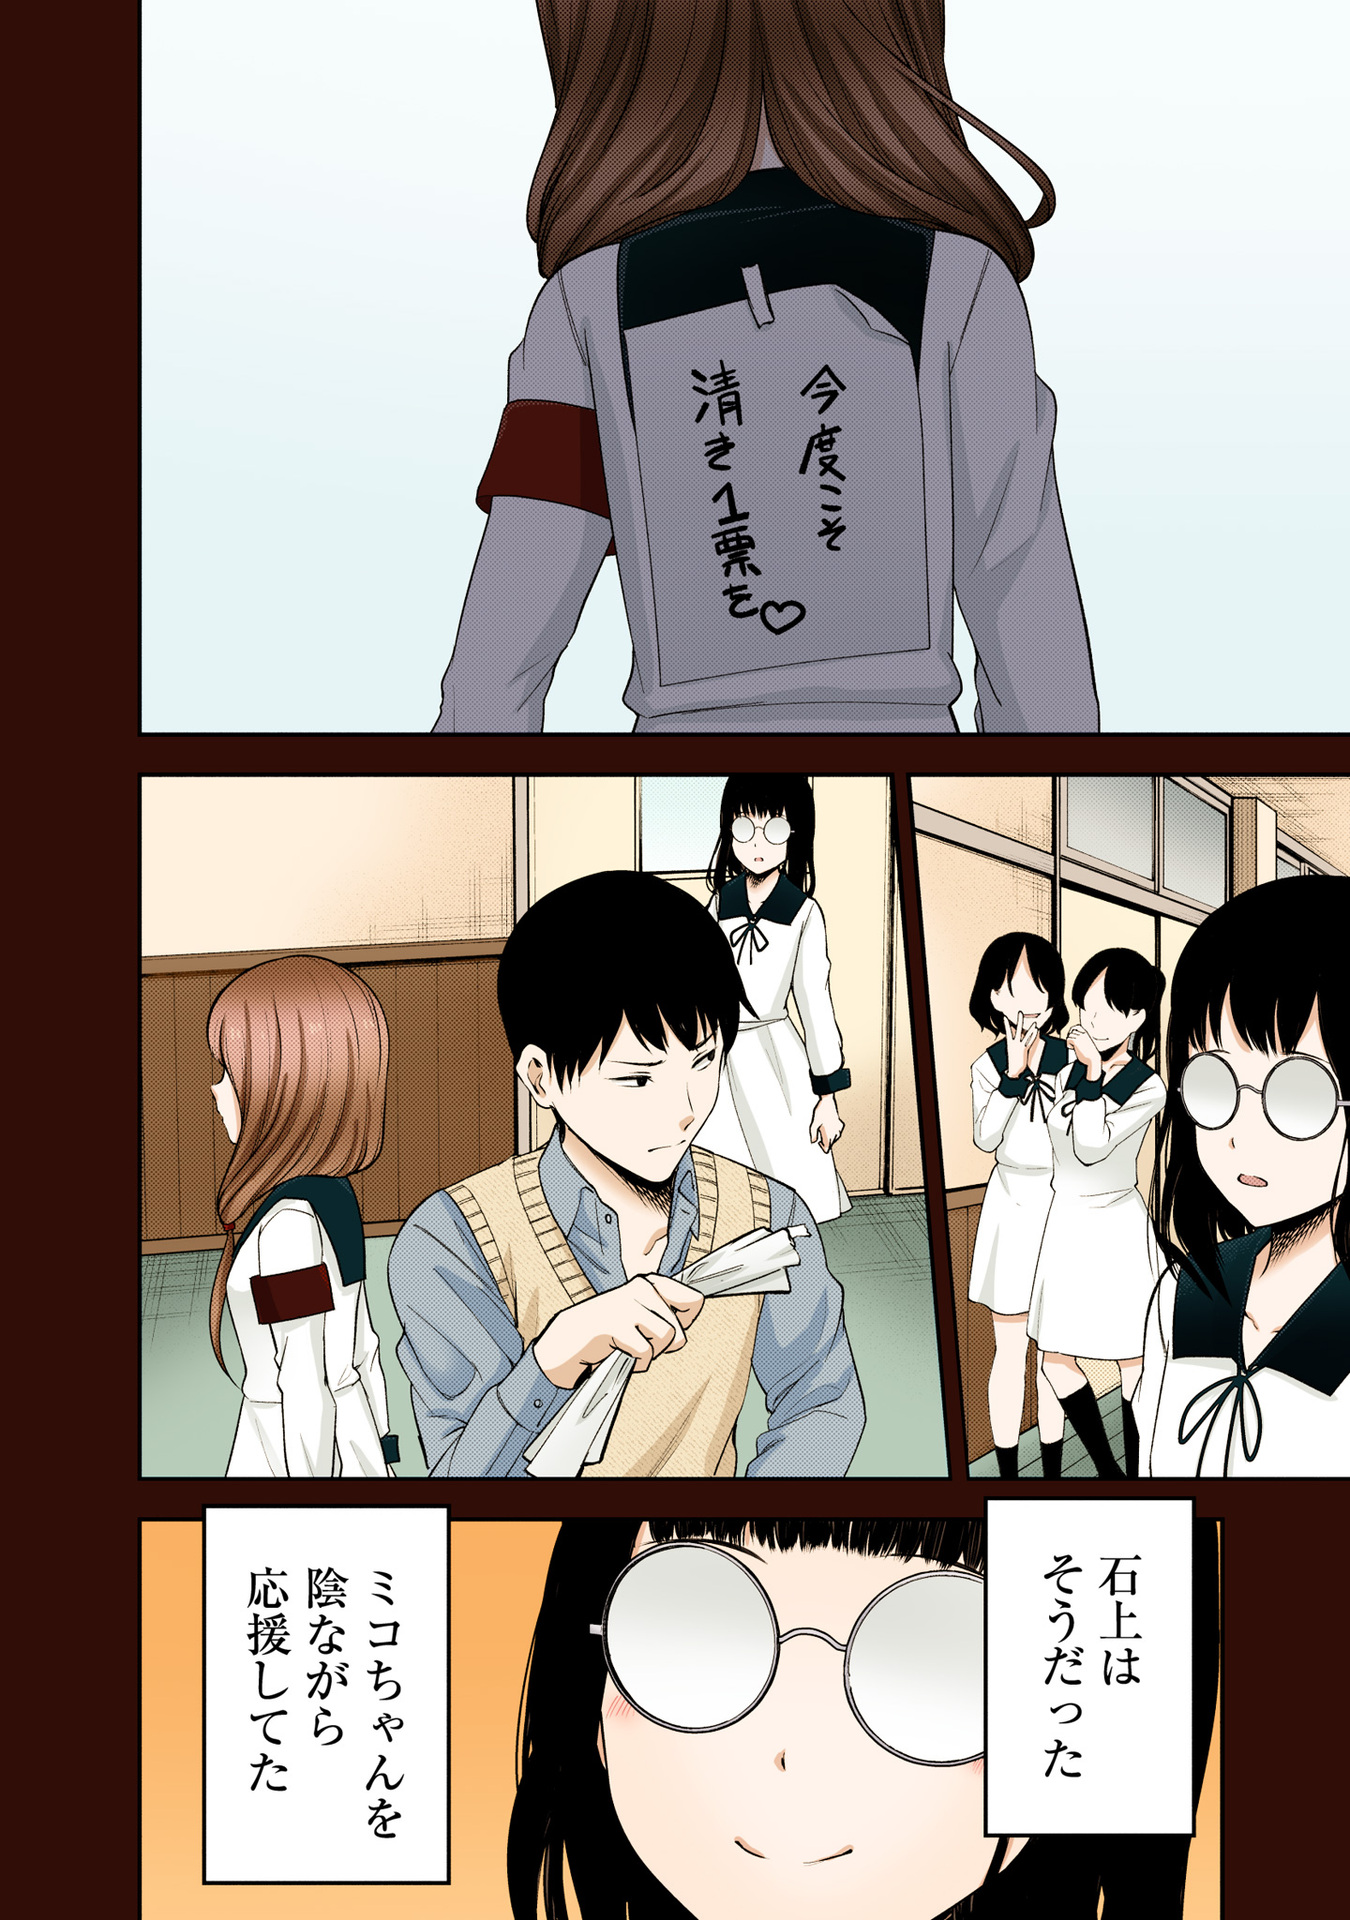 今度こそ
清き1票を♡
石上は
そうだった
ミコちゃんを
陰ながら
応援してた